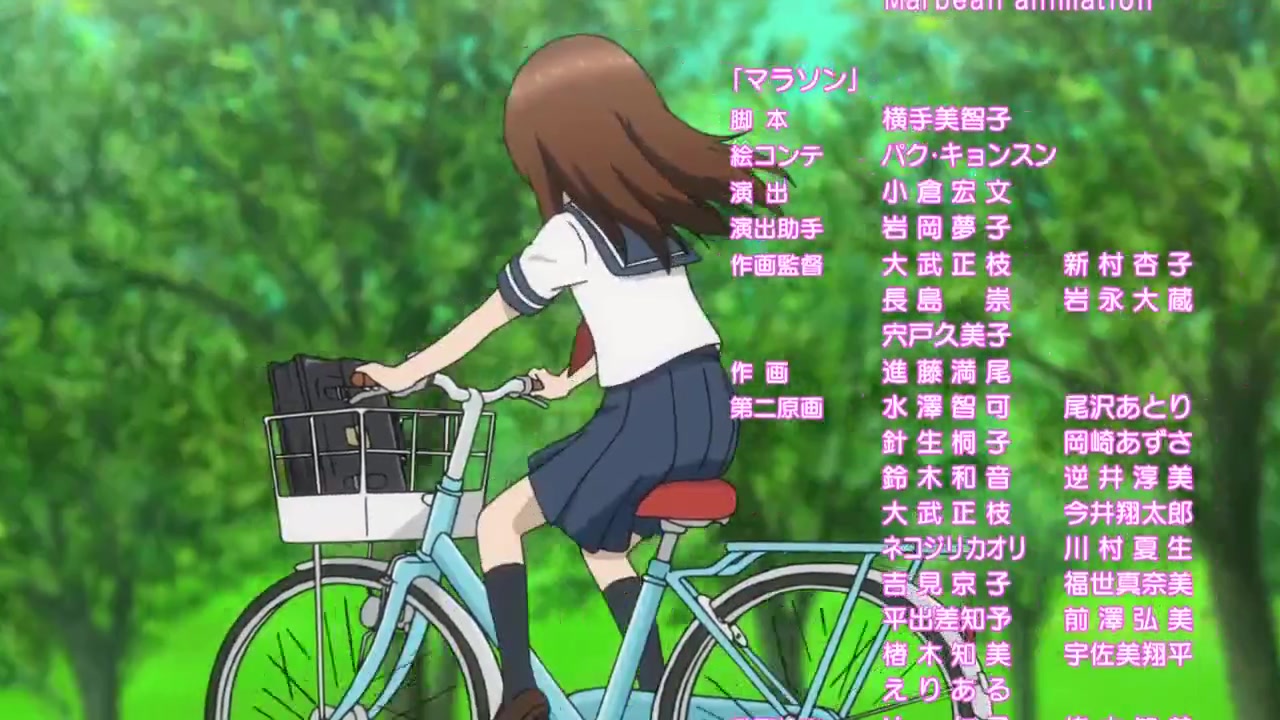 Marbean animation
「マラソン」
脚本 横手美智子
絵コンテ パク・キョンスン
演出 小倉宏文
演出助手 岩岡夢子
作画監督 大武正枝 新村杏子
長島崇 岩永大蔵
宍戸久美子
作画 進藤満尾
第二原画 水澤智可 尾沢あとり
針生桐子 岡崎あずさ
鈴木和音 逆井淳美
大武正枝 今井翔太郎
ネコジリカオリ 川村夏生
吉見京子 福世真奈美
平出差知予 前澤弘美
楮木知美 宇佐美翔平
えりある